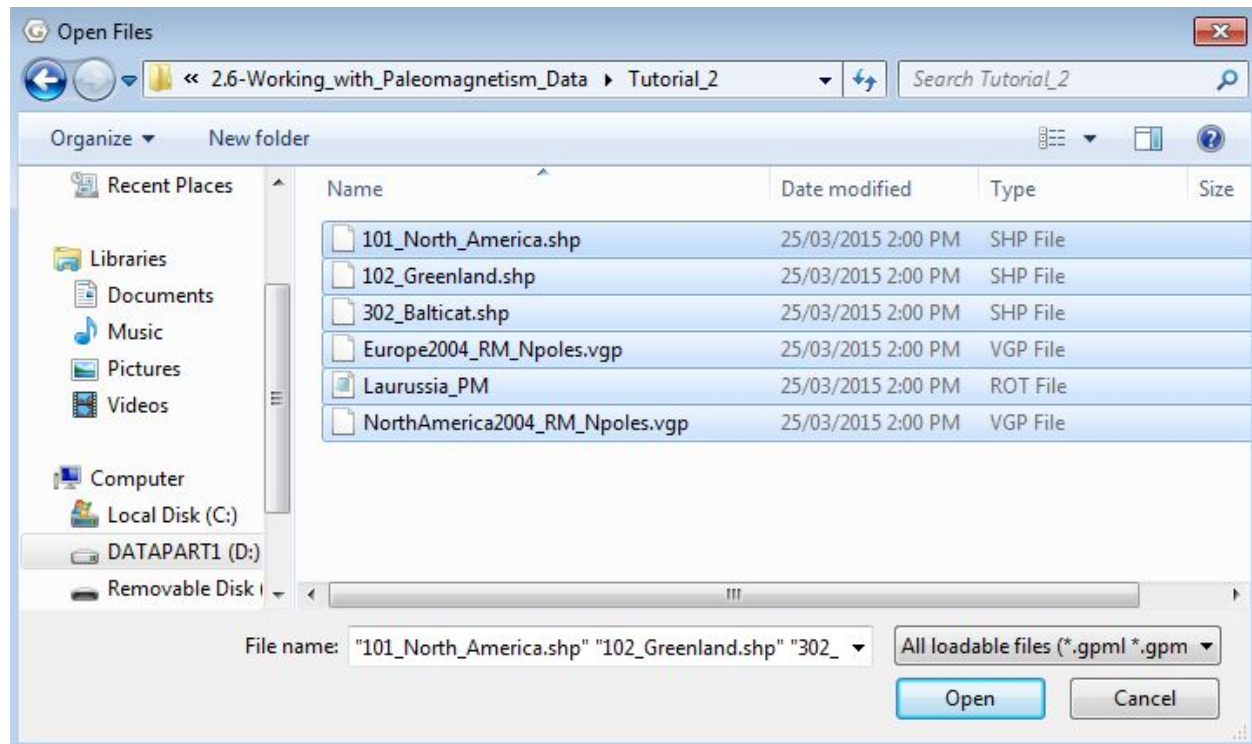 Open Files
« 2.6-Working_with_Paleomagnetism_Data Tutorial_2 Search Tutorial_2
Organize New folder
Recent Places
Libraries
Documents
Music
Pictures
Videos
Computer
Local Disk (C:)
DATAPART1 (D:)
Removable Disk (
Name Date modified Type Size
101_North_America.shp 25/03/2015 2:00 PM SHP File
102_Greenland.shp 25/03/2015 2:00 PM SHP File
302_Balticat.shp 25/03/2015 2:00 PM SHP File
Europe2004_RM_Npoles.vgp 25/03/2015 2:00 PM VGP File
Laurussia_PM 25/03/2015 2:00 PM ROT File
NorthAmerica2004_RM_Npoles.vgp 25/03/2015 2:00 PM VGP File
File name: "101_North_America.shp" "102_Greenland.shp" "302_ All loadable files (*.gpml *.gpm
Open Cancel